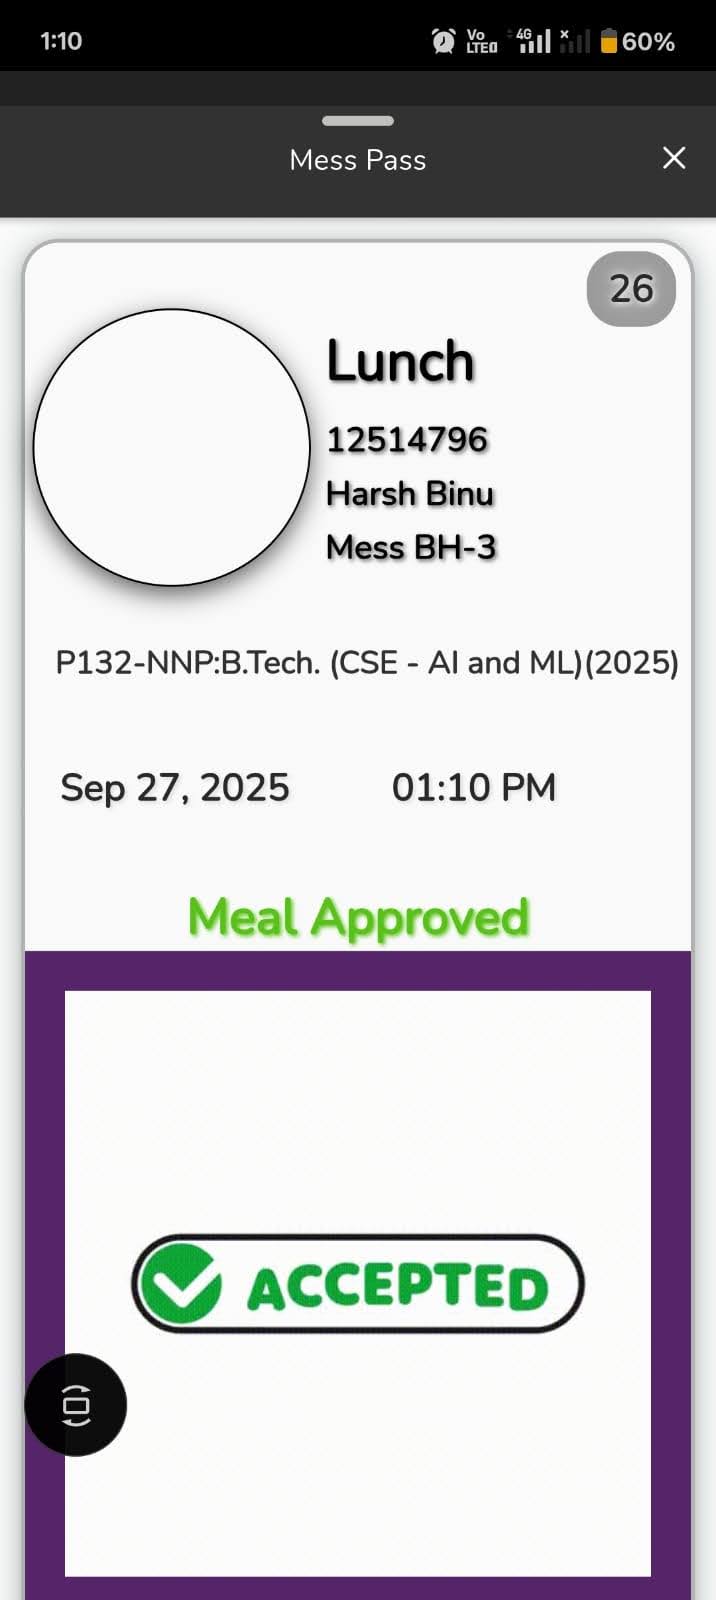 1:10
Vo
LTE
4G
60%
Mess Pass
26
Lunch
12514796
Harsh Binu
Mess BH-3
P132-NNP:B.Tech. (CSE - AI and ML)(2025)
Sep 27, 2025 01:10 PM
Meal Approved
ACCEPTED